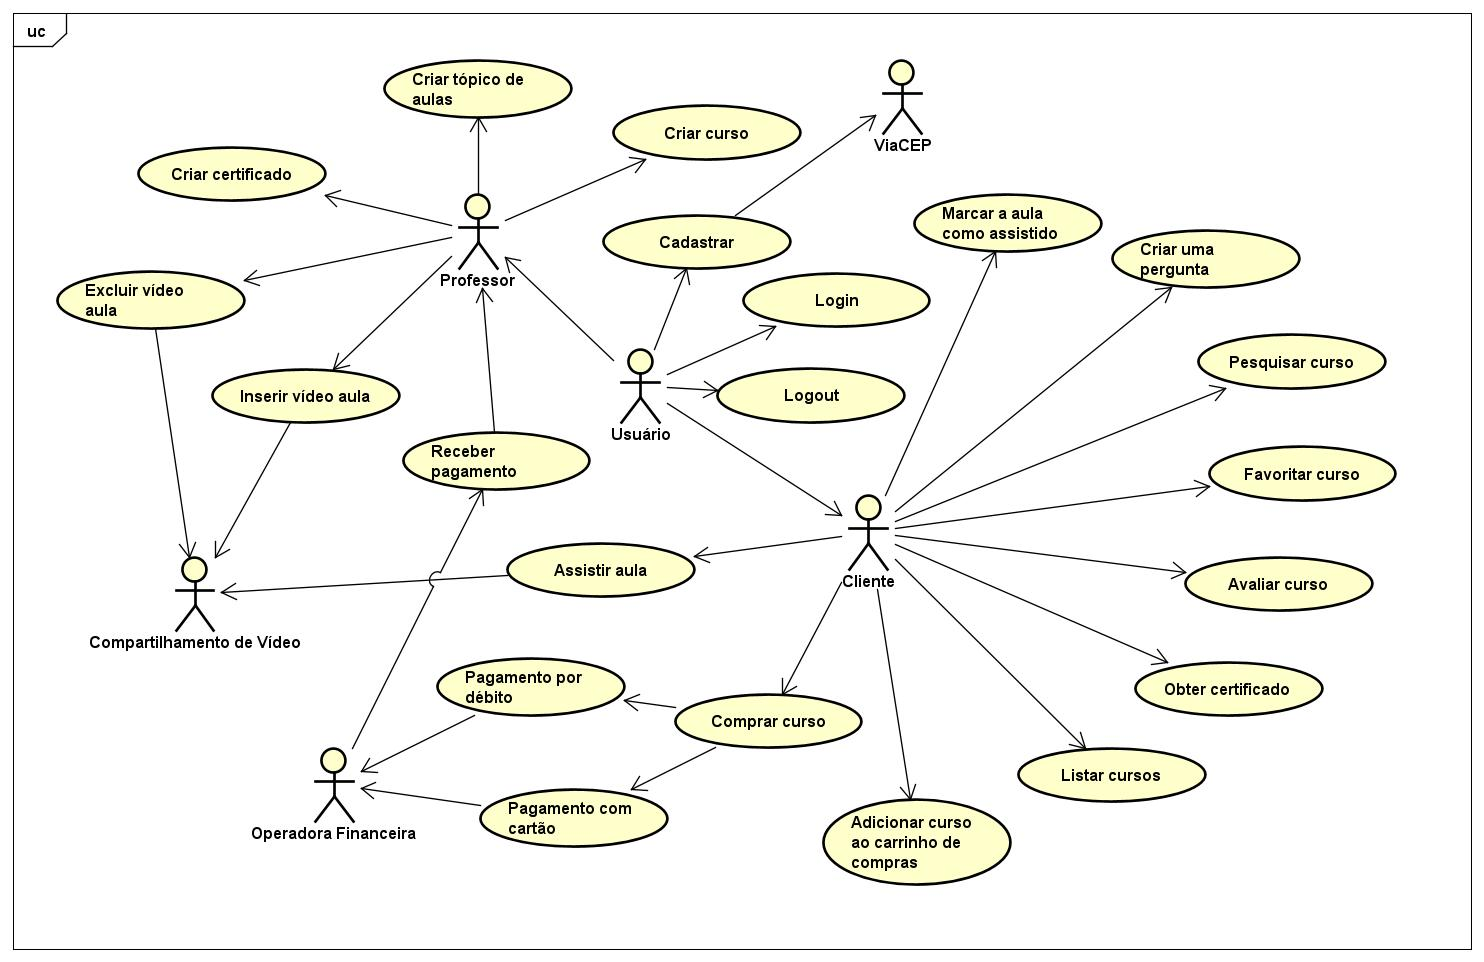 uc
Criar tópico de
aulas
Criar curso
ViaCEP
Criar certificado
Marcar a aula
como assistido
Cadastrar
Criar uma
pergunta
Professor
Excluir vídeo
aula
Login
Pesquisar curso
Inserir vídeo aula
Logout
Usuário
Receber
pagamento
Favoritar curso
Assistir aula
Cliente
Avaliar curso
Compartilhamento de Vídeo
Pagamento por
débito
Obter certificado
Comprar curso
Listar cursos
Pagamento com
cartão
Operadora Financeira
Adicionar curso
ao carrinho de
compras